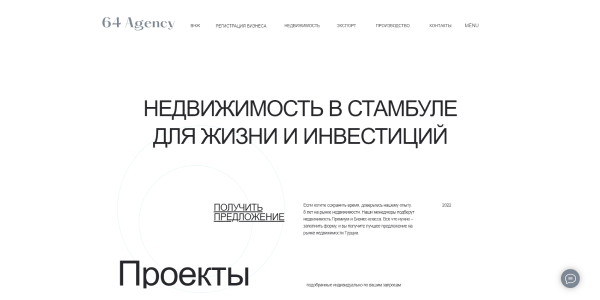 64 Agency
ВНЖ РЕГИСТРАЦИЯ БИЗНЕСА НЕДВИЖИМОСТЬ ЭКСПОРТ ПРОИЗВОДСТВО КОНТАКТЫ MENU
НЕДВИЖИМОСТЬ В СТАМБУЛЕ
ДЛЯ ЖИЗНИ И ИНВЕСТИЦИЙ
ПОЛУЧИТЬ
ПРЕДЛОЖЕНИЕ
Если хотите сохранить время, доверьтесь нашему опыту.
6 лет на рынке недвижимости. Наши менеджеры подберут
недвижимость Премиум и Бизнес класса. Все что нужно –
заполнить форму, и вы получите лучшее предложение на
рынке недвижимости Турции.
2022
Проекты
подобранные индивидуально по вашим запросам